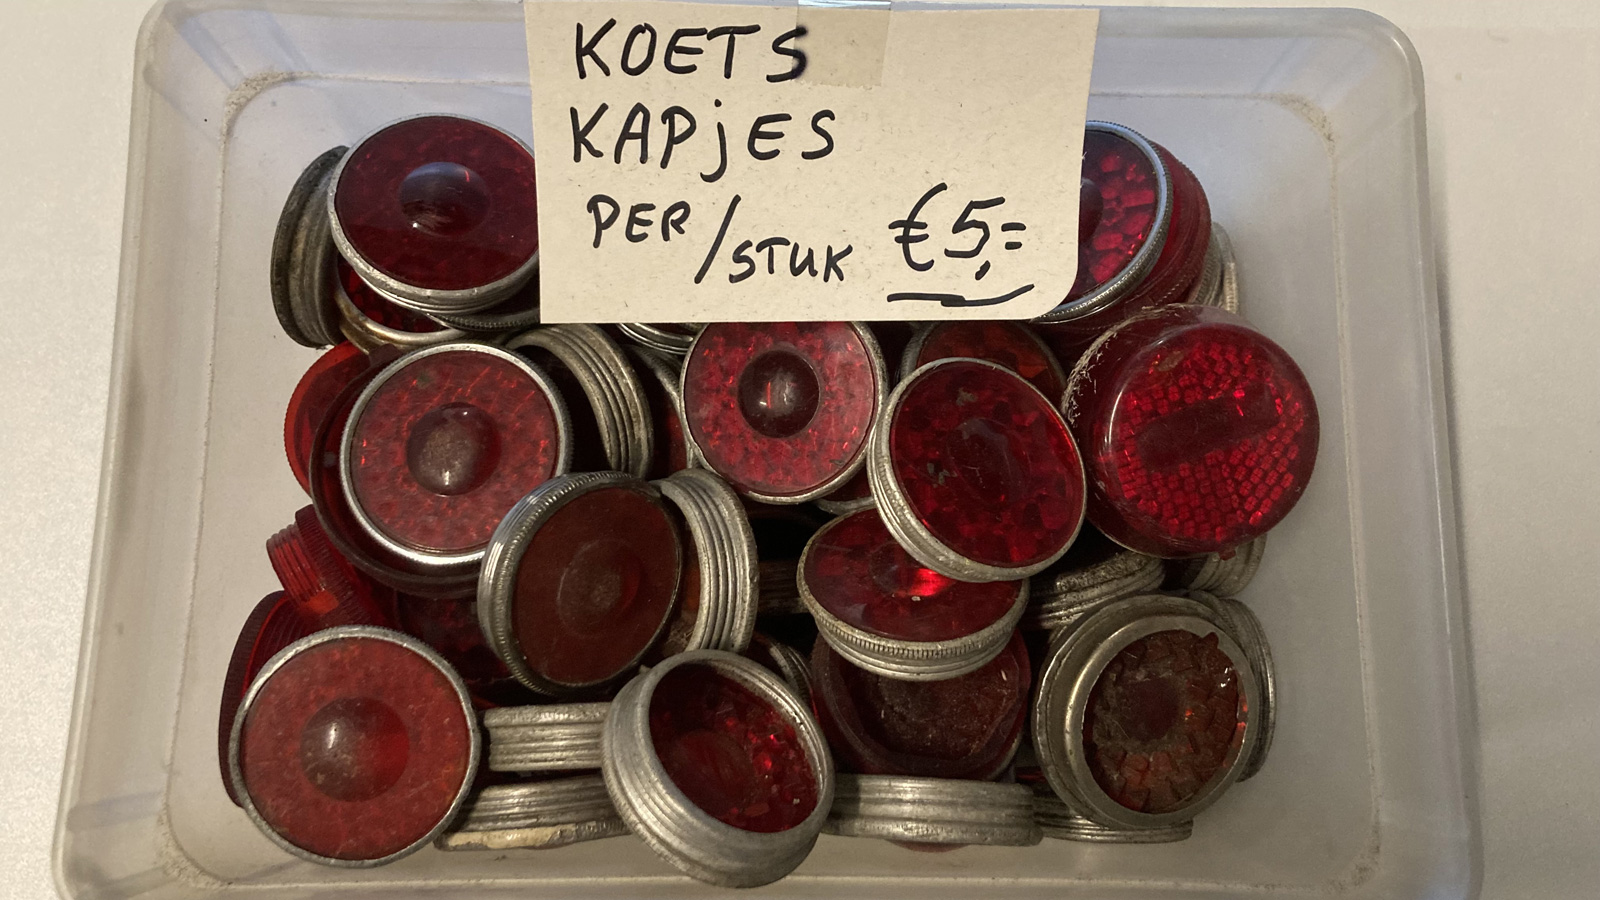 KOETS
KAPjES
PER/STUK €5,=